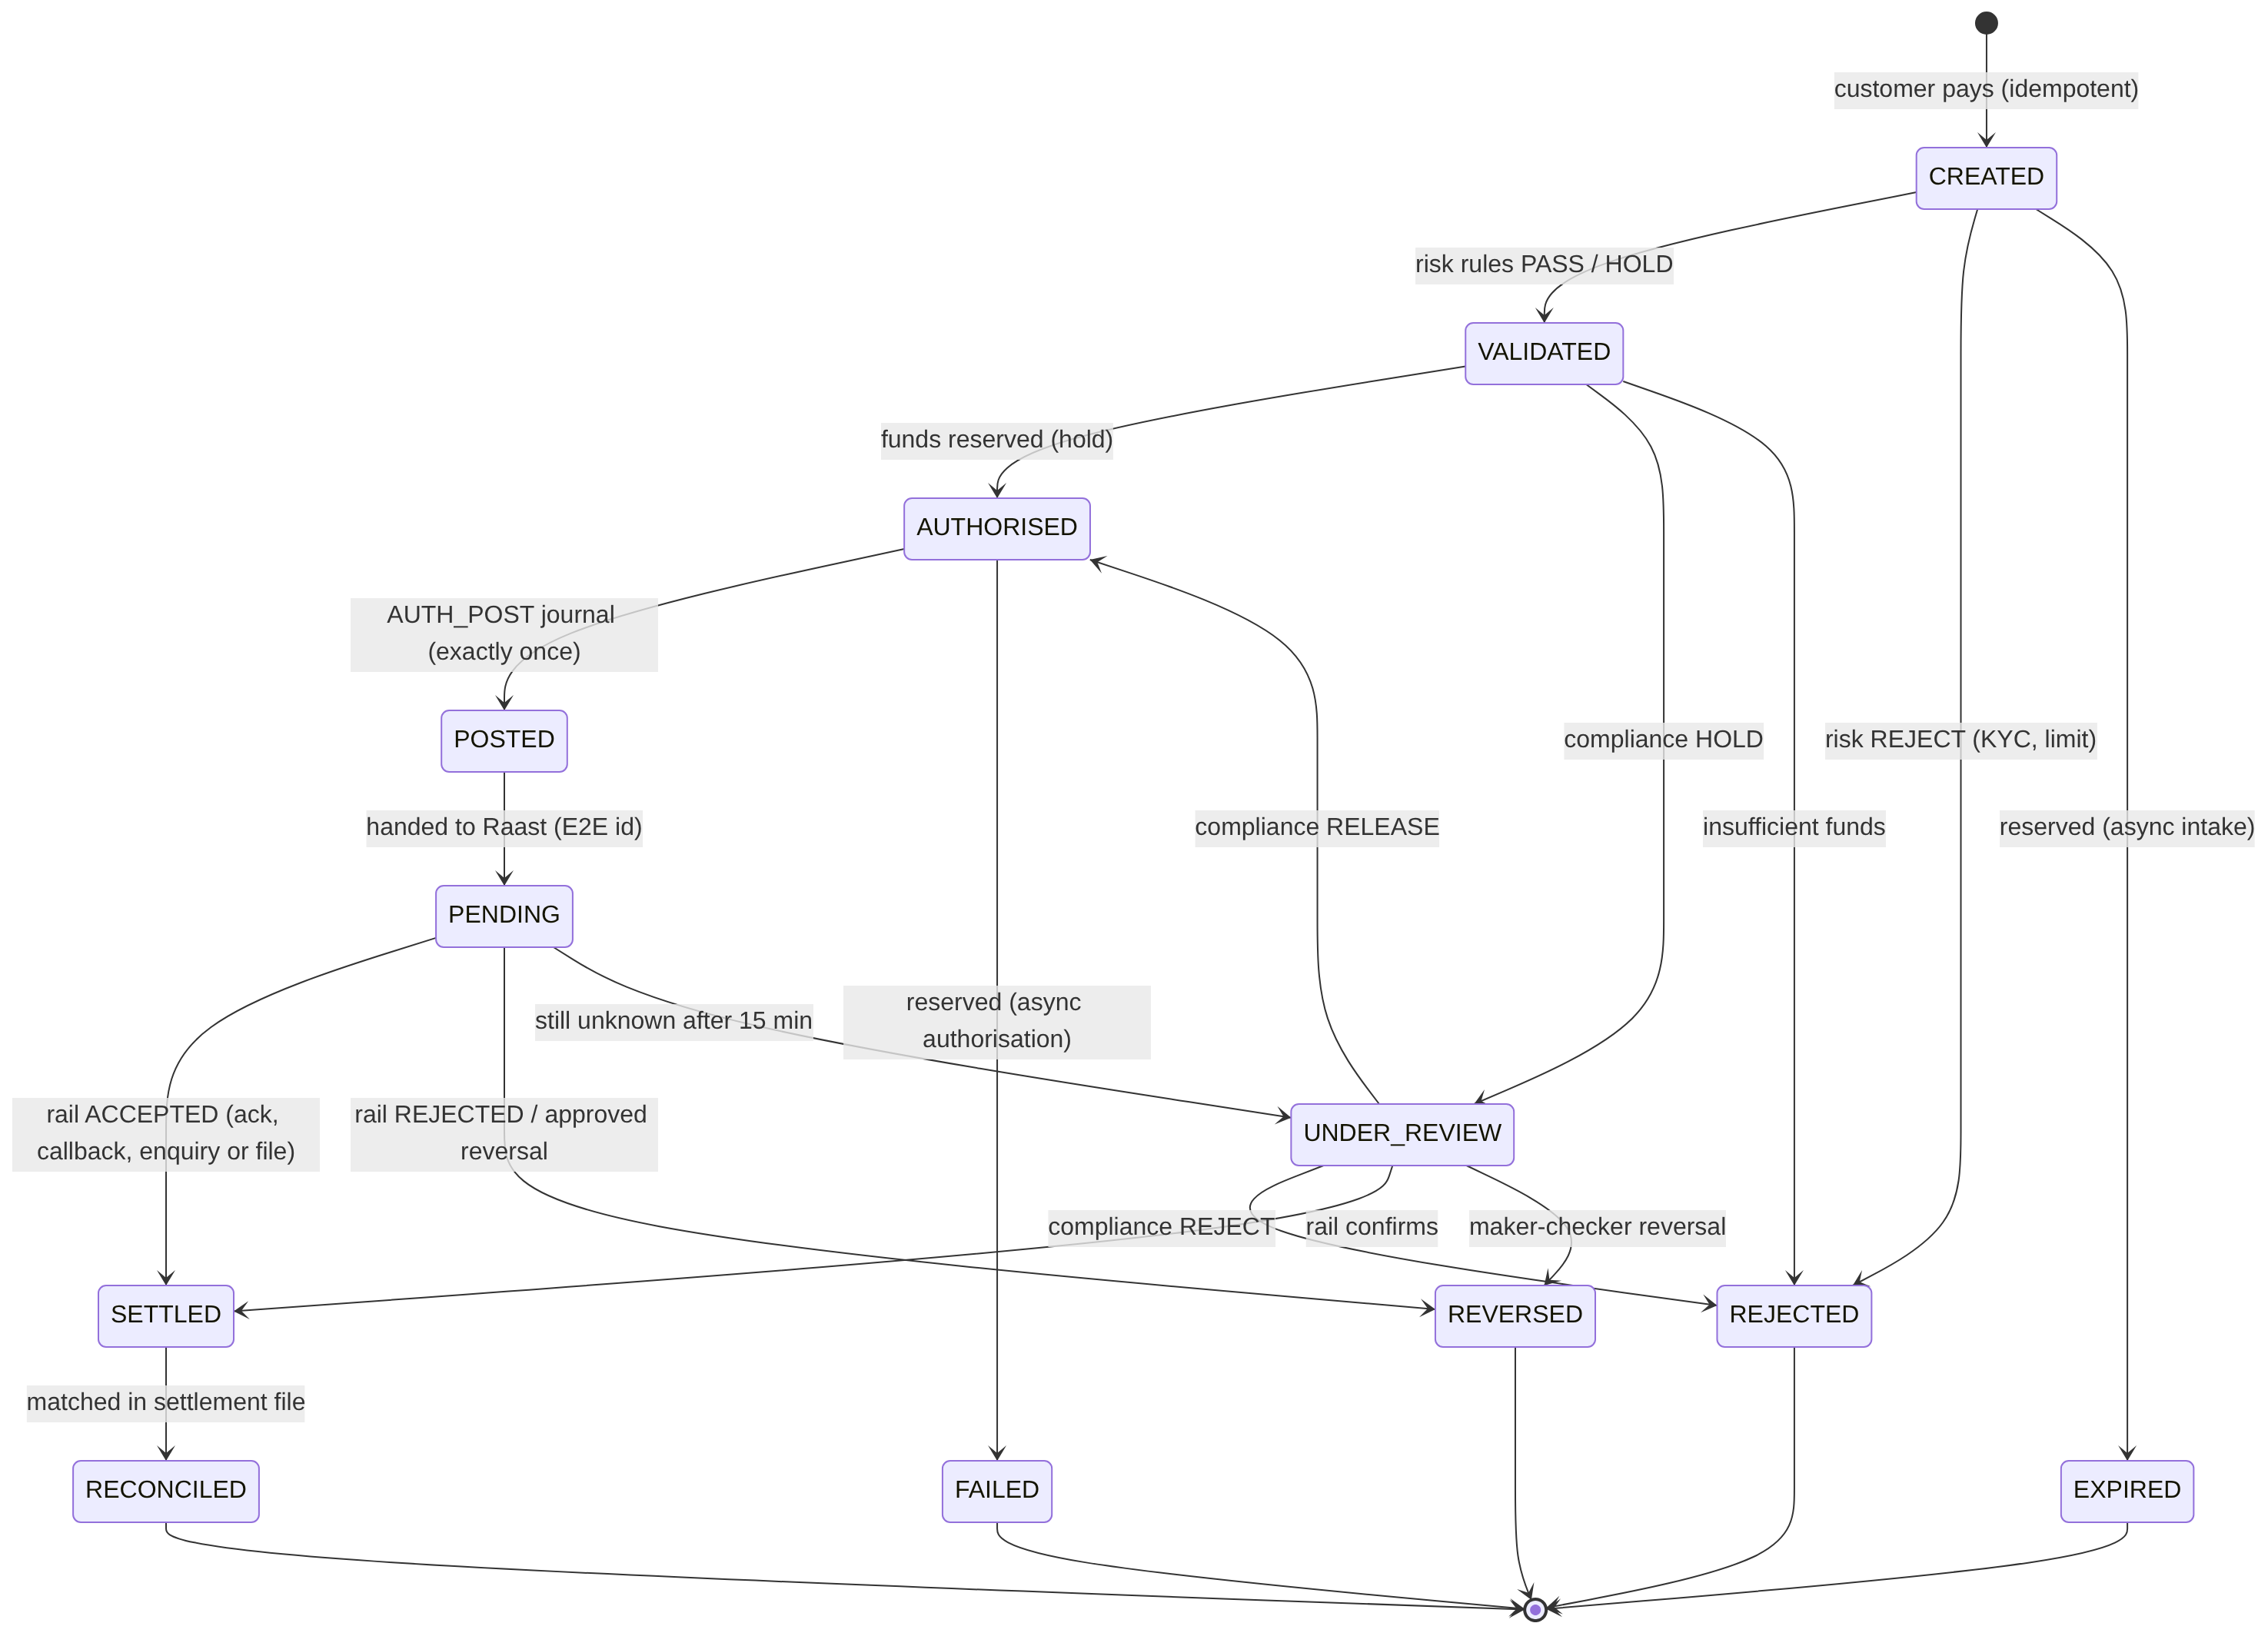 customer pays (idempotent)
CREATED
risk rules PASS / HOLD
VALIDATED
funds reserved (hold)
AUTHORISED
AUTH_POST journal
(exactly once)
POSTED
compliance HOLD
risk REJECT (KYC, limit)
handed to Raast (E2E id)
compliance RELEASE
insufficient funds
reserved (async intake)
PENDING
still unknown after 15 min
reserved (async
authorisation)
rail ACCEPTED (ack,
callback, enquiry or file)
rail REJECTED / approved
reversal
UNDER_REVIEW
compliance REJECT
rail confirms
maker-checker reversal
SETTLED
REVERSED
REJECTED
matched in settlement file
RECONCILED
FAILED
EXPIRED